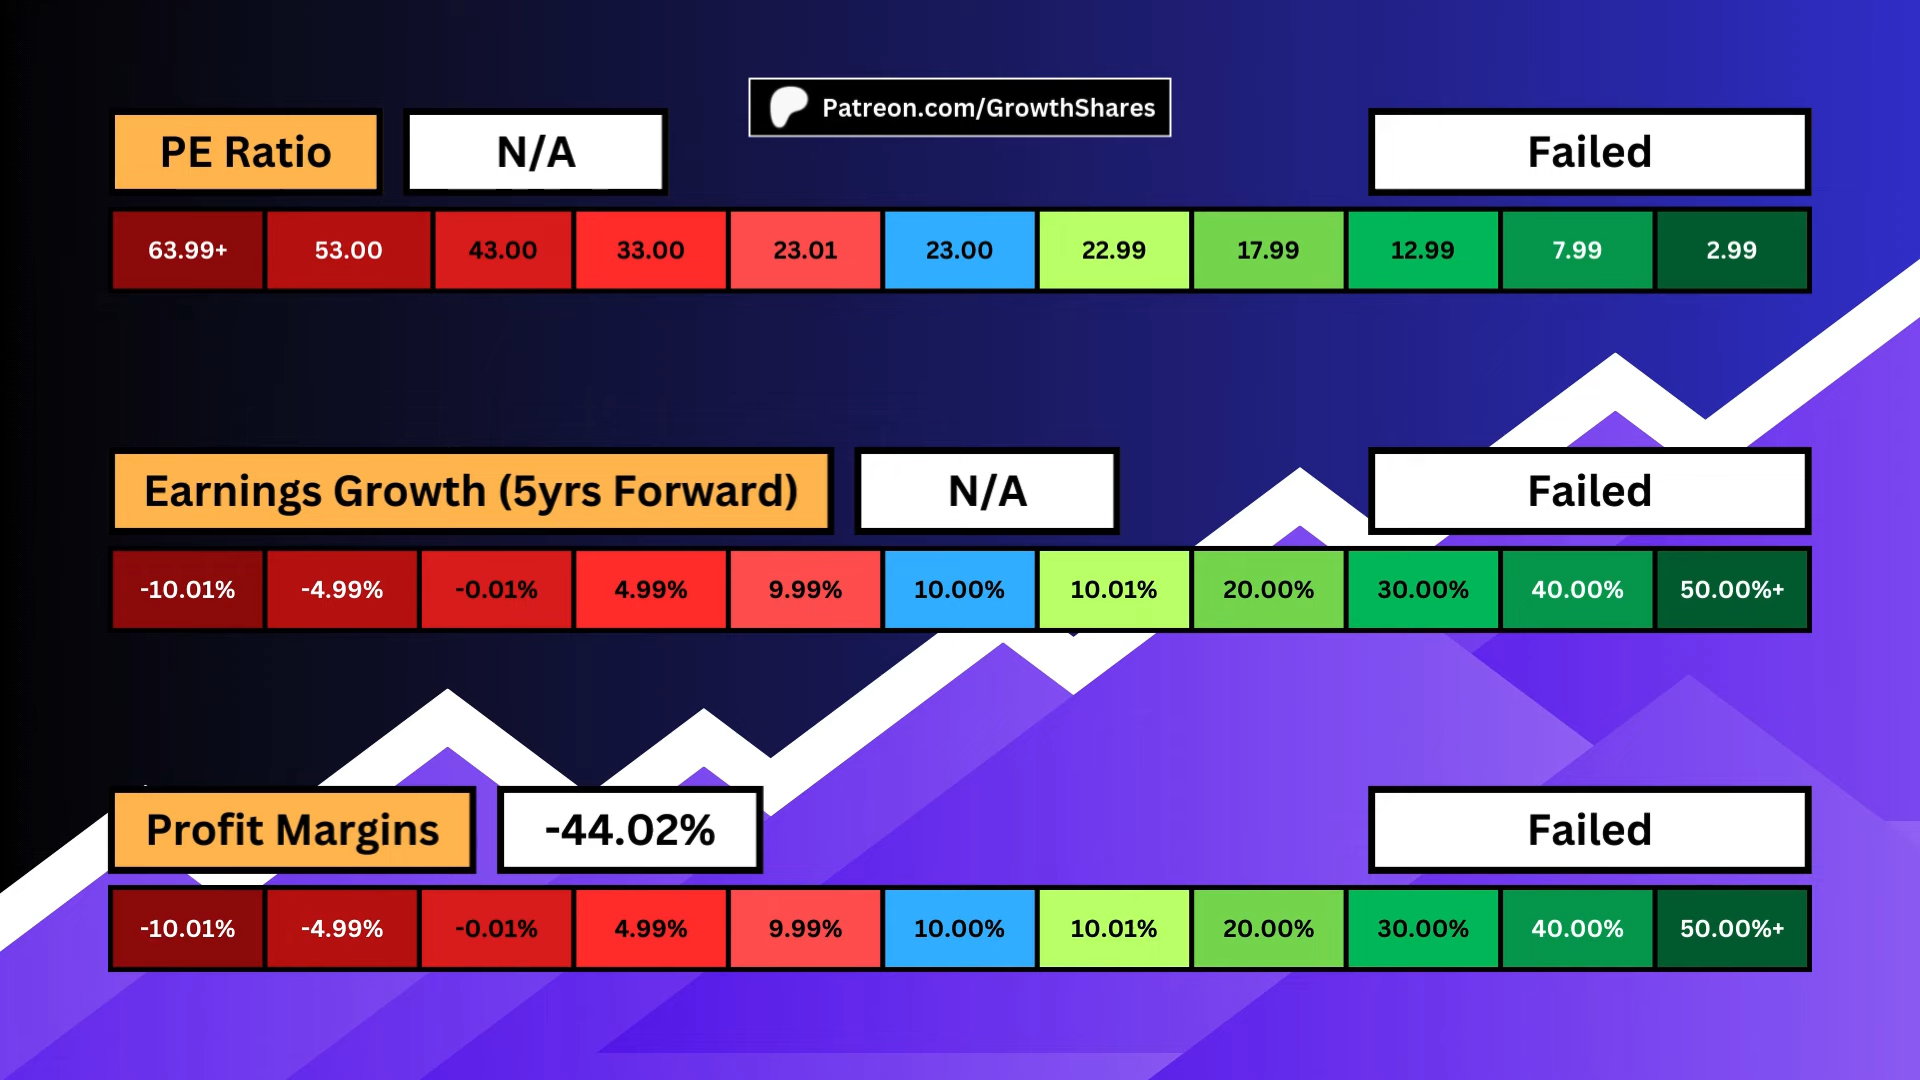 Patreon.com/GrowthShares
PE Ratio N/A Failed
63.99+ 53.00 43.00 33.00 23.01 23.00 22.99 17.99 12.99 7.99 2.99
Earnings Growth (5yrs Forward) N/A Failed
-10.01% -4.99% -0.01% 4.99% 9.99% 10.00% 10.01% 20.00% 30.00% 40.00% 50.00%+
Profit Margins -44.02% Failed
-10.01% -4.99% -0.01% 4.99% 9.99% 10.00% 10.01% 20.00% 30.00% 40.00% 50.00%+